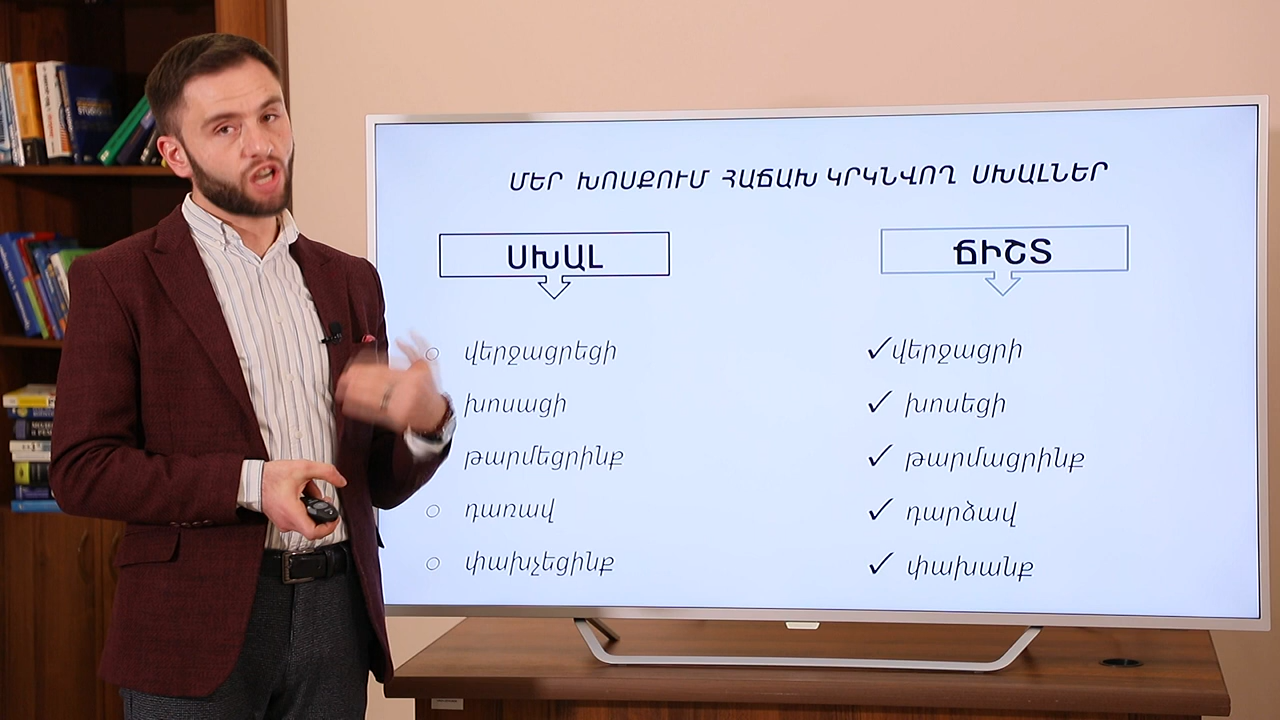 ՄԵՐ ԽՈՍՔՈՒՄ ՀԱՃԱԽ ԿՐԿՆՎՈՂ ՍԽԱԼՆԵՐ
ՍԽԱԼ
ՃԻՇՏ
վերջացրեցի
✓վերջացրի
խոսացի
✓ խոսեցի
թարմեցրինք
✓ թարմացրինք
դառավ
✓ դարձավ
փախչեցինք
✓ փախանք